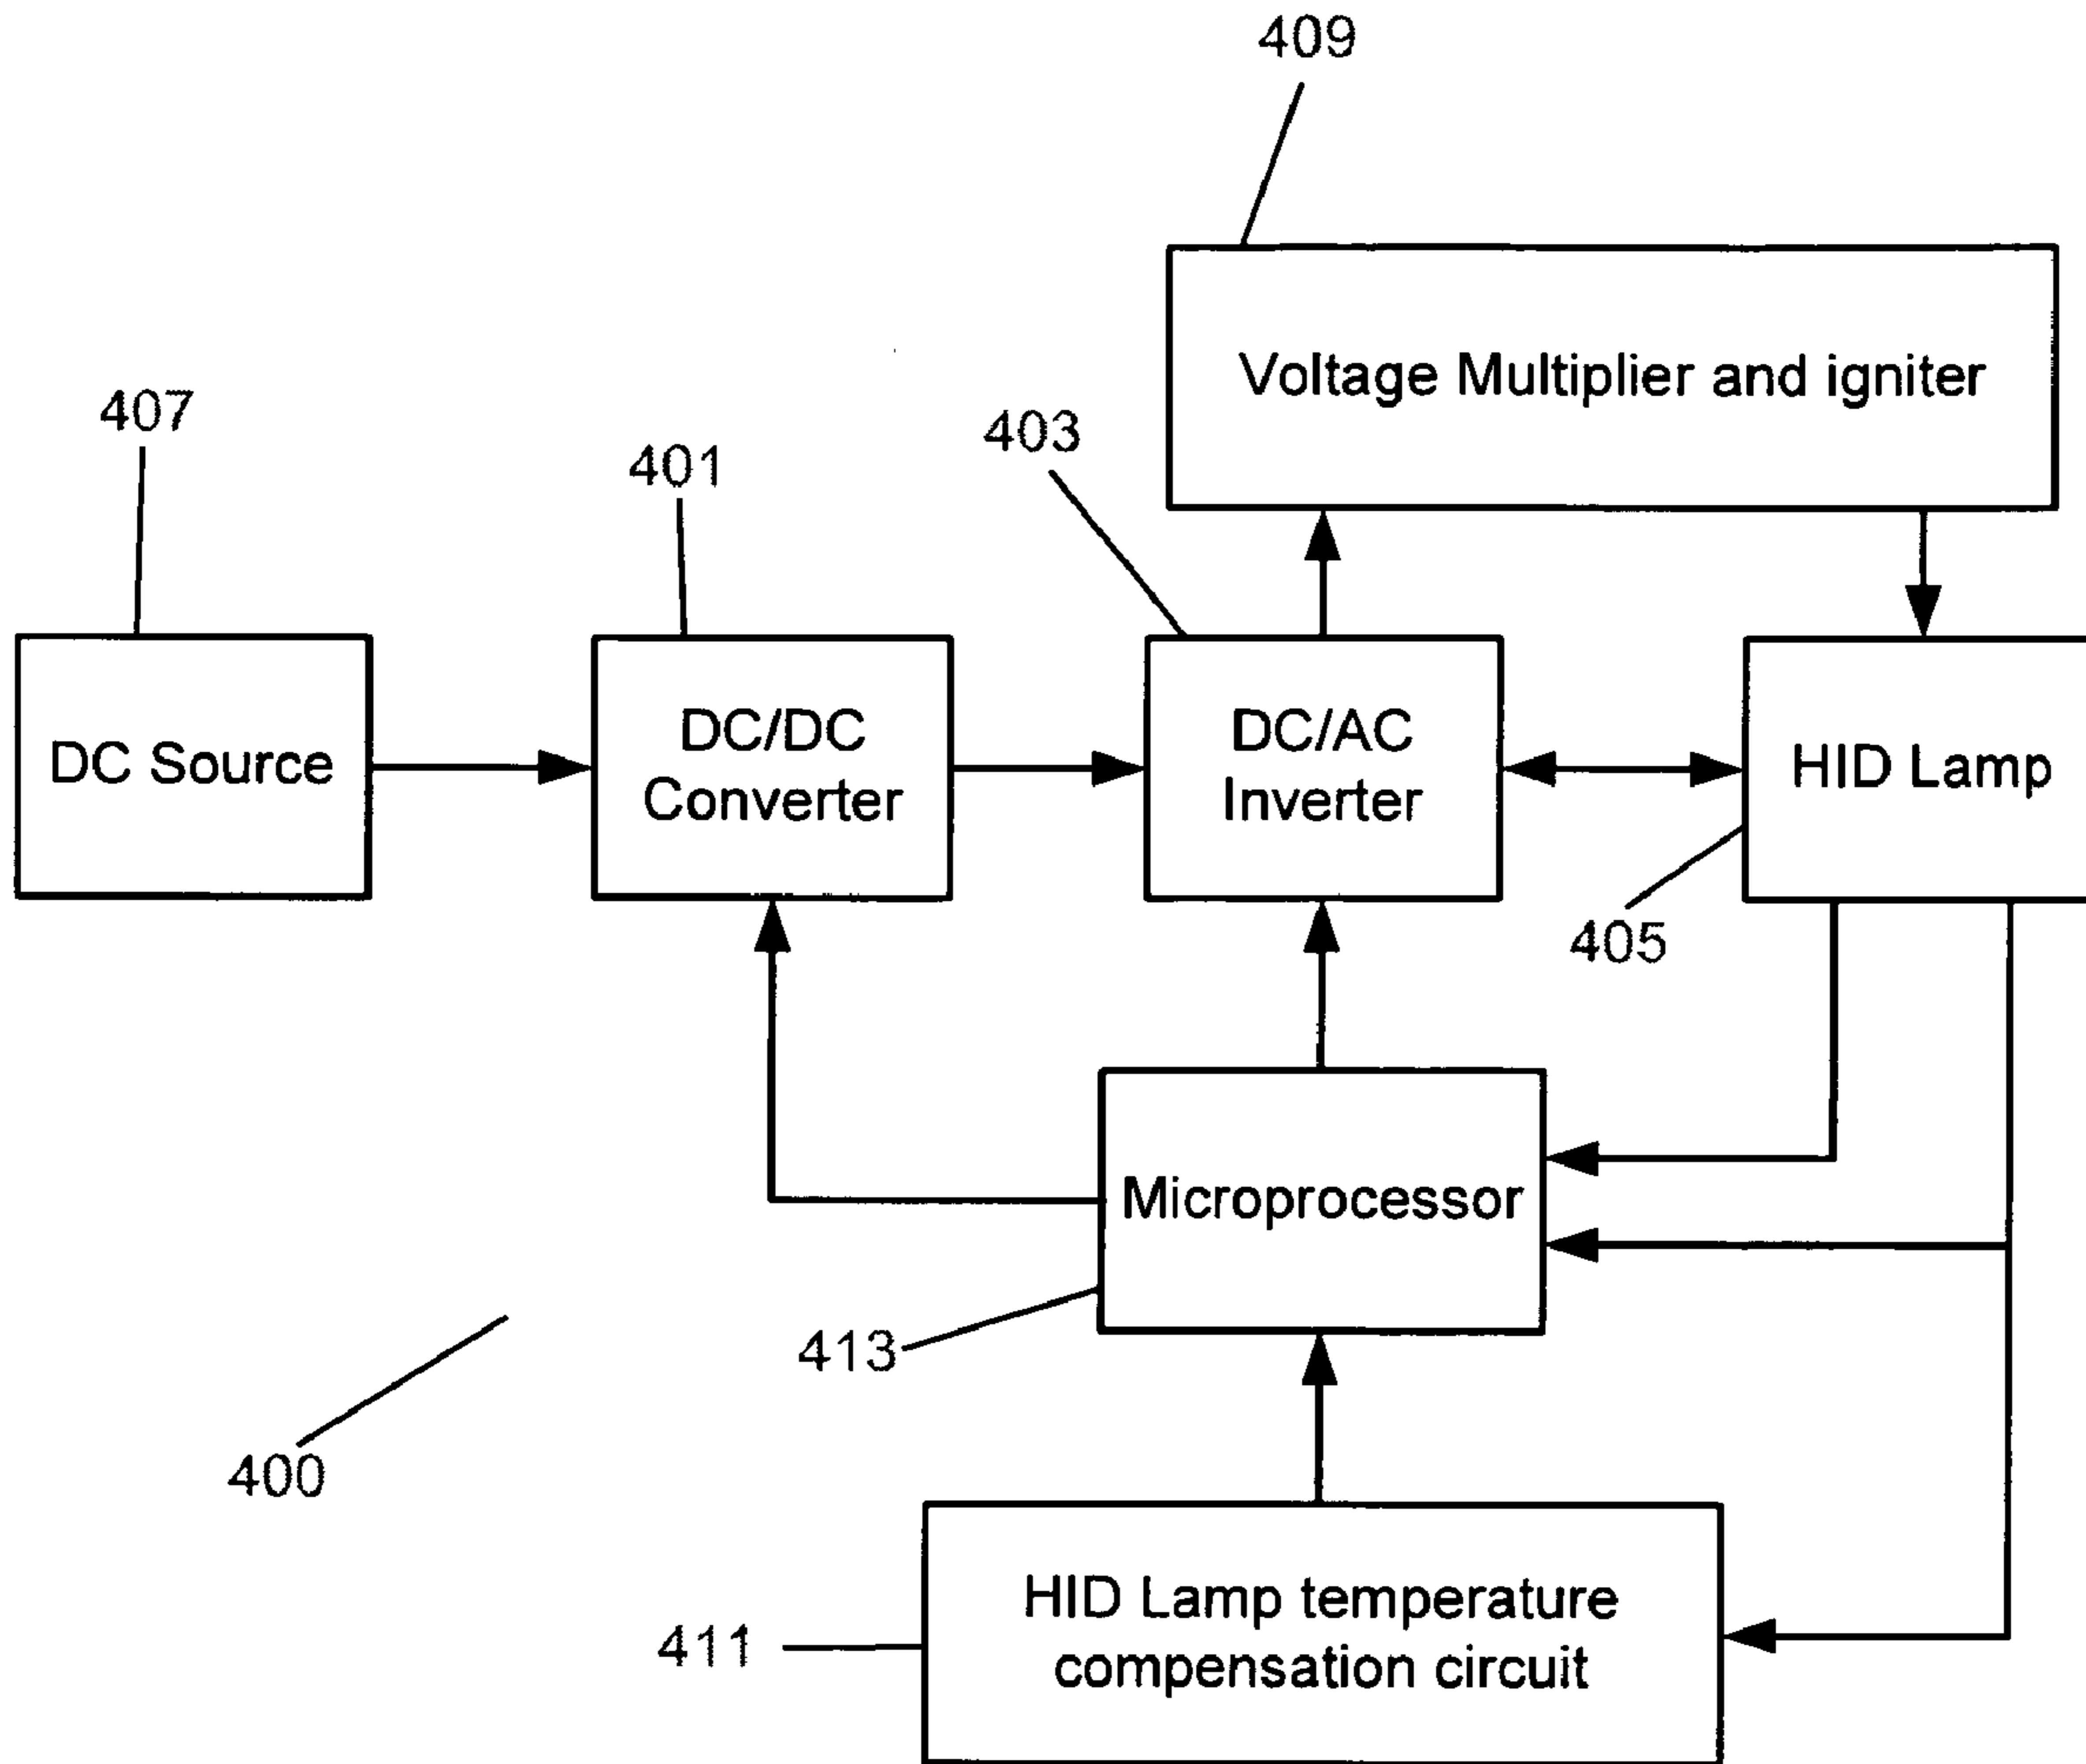 409
Voltage Multiplier and igniter
407
401
403
DC Source
DC/DC
Converter
DC/AC
Inverter
HID Lamp
405
Microprocessor
413
400
HID Lamp temperature
compensation circuit
411